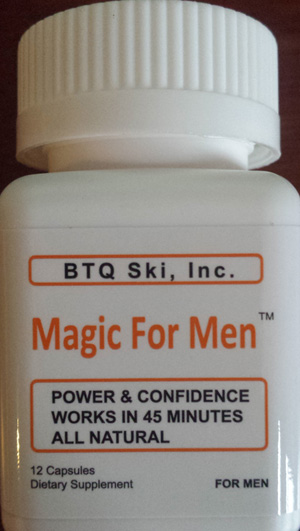 BTQ Ski, Inc.
Magic For Men™
POWER & CONFIDENCE
WORKS IN 45 MINUTES
ALL NATURAL
12 Capsules
Dietary Supplement FOR MEN